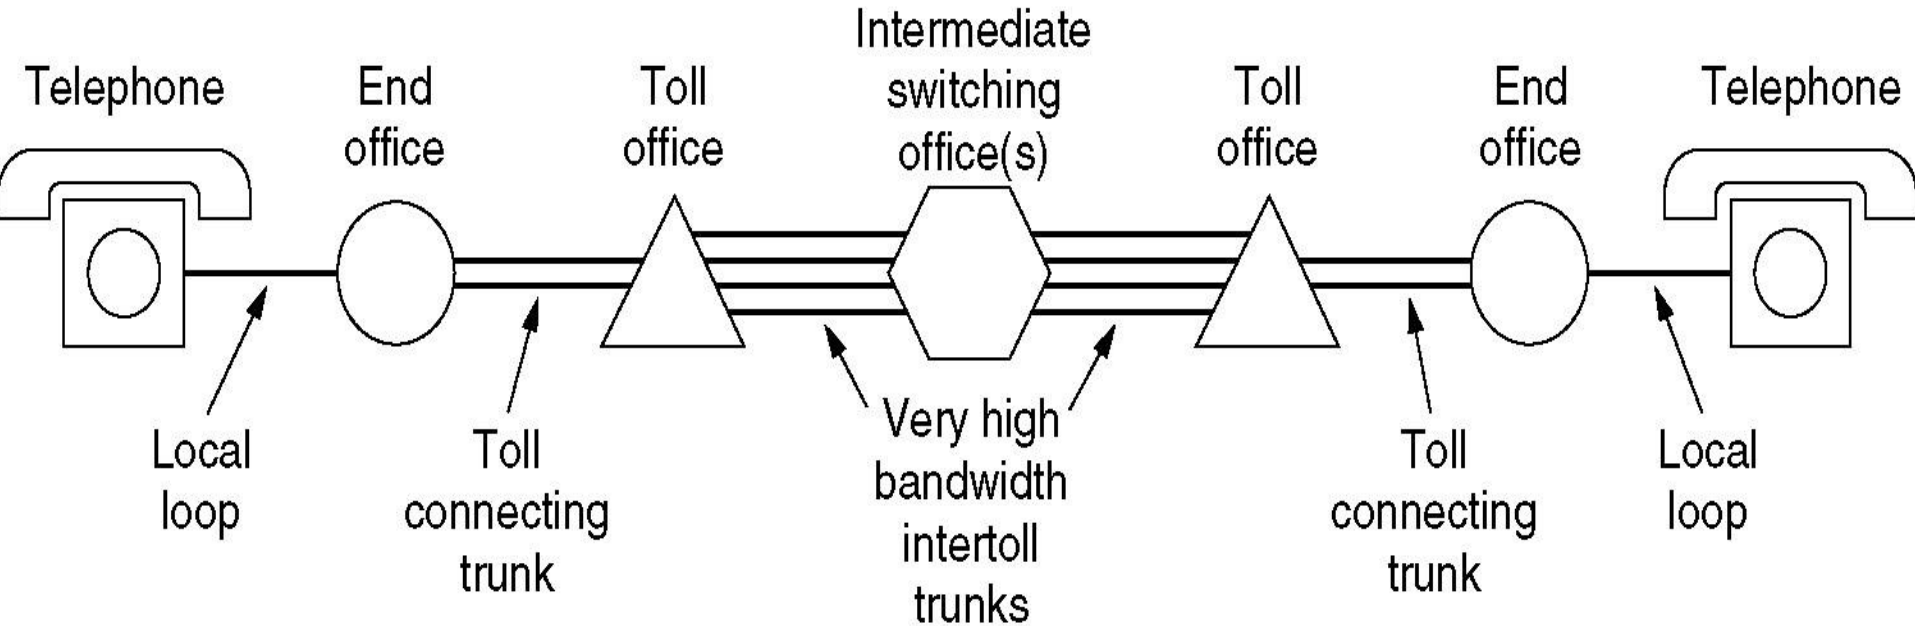 Telephone
End
office
Toll
office
Intermediate
switching
office(s)
Toll
office
End
office
Telephone
Local
loop
Toll
connecting
trunk
Very high
bandwidth
intertoll
trunks
Toll
connecting
trunk
Local
loop